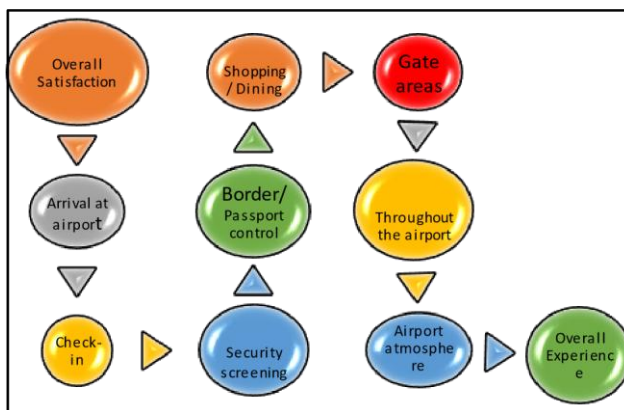 Overall
Satisfaction
Arrival at
airport
Check-
in
Security
screening
Border/
Passport
control
Shopping
/ Dining
Gate
areas
Throughout
the airport
Airport
atmosphe
re
Overall
Experienc
e